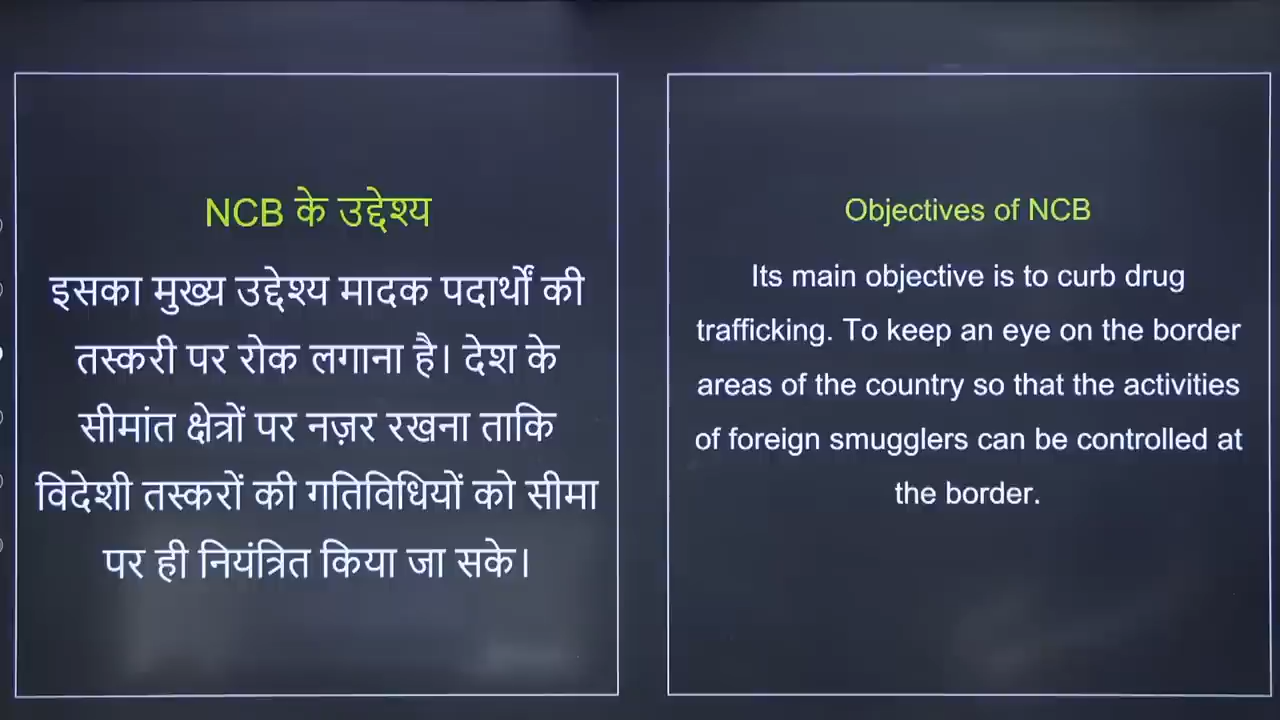 NCB के उद्देश्य
इसका मुख्य उद्देश्य मादक पदार्थों की
तस्करी पर रोक लगाना है। देश के
सीमांत क्षेत्रों पर नज़र रखना ताकि
विदेशी तस्करों की गतिविधियों को सीमा
पर ही नियंत्रित किया जा सके।
Objectives of NCB
Its main objective is to curb drug
trafficking. To keep an eye on the border
areas of the country so that the activities
of foreign smugglers can be controlled at
the border.